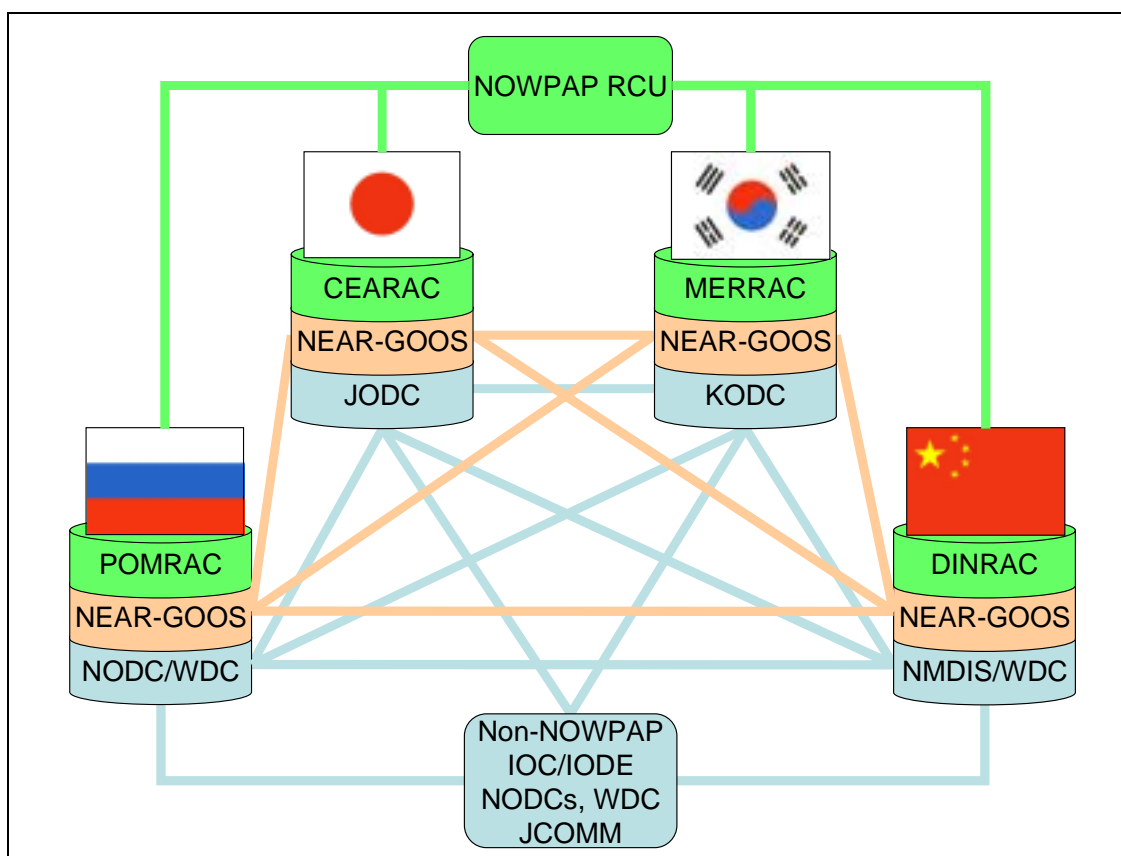 NOWPAP RCU
CEARAC
NEAR-GOOS
JODC
MERRAC
NEAR-GOOS
KODC
POMRAC
NEAR-GOOS
NODC/WDC
DINRAC
NEAR-GOOS
NMDIS/WDC
Non-NOWPAP
IOC/IODE
NODCs, WDC
JCOMM